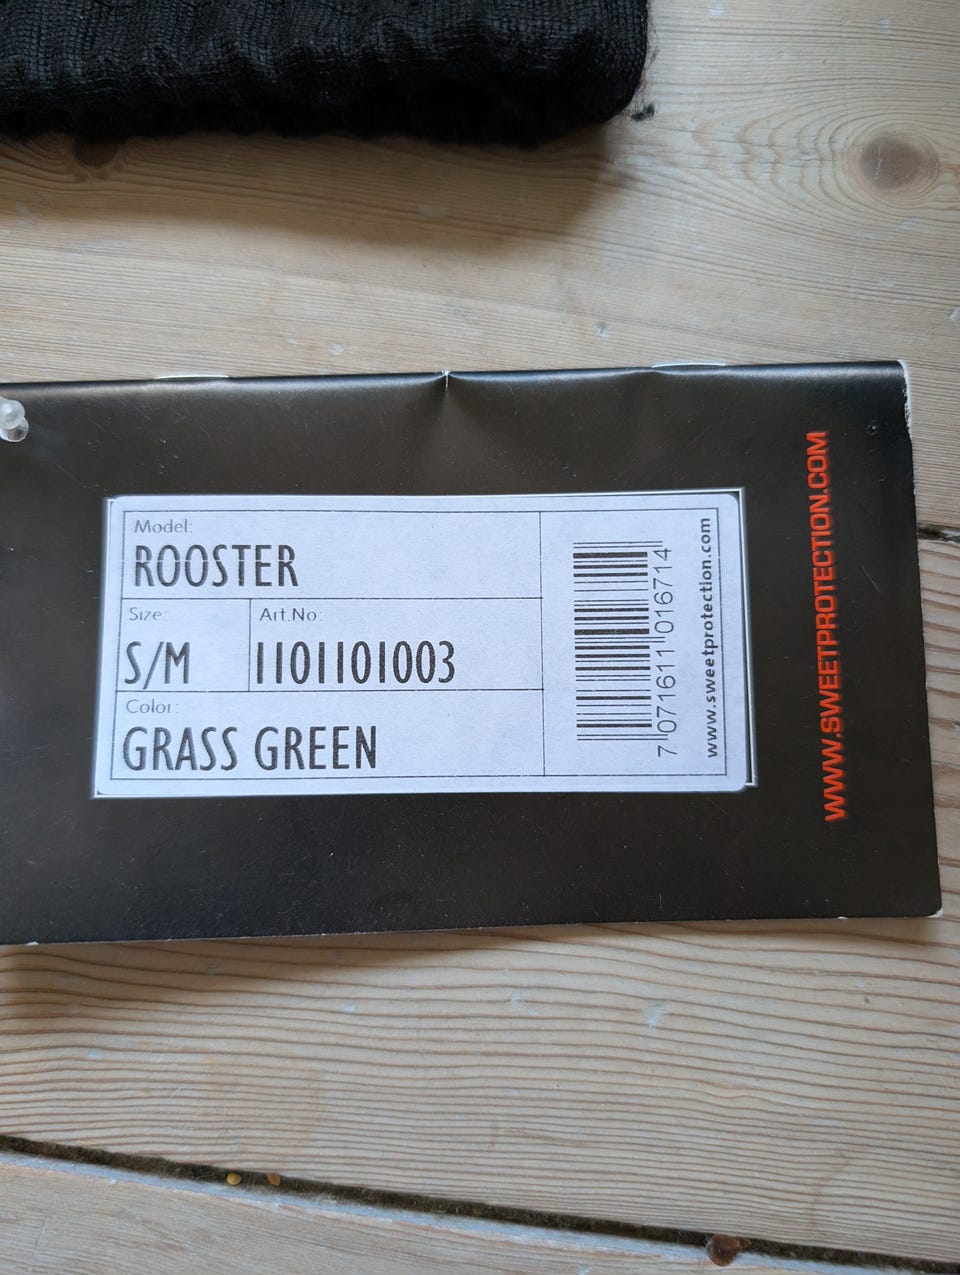 Model:
ROOSTER
Size:
Art.No:
S/M
1101101003
Color:
GRASS GREEN
7 071611 016714
www.sweetprotection.com
WWW.SWEETPROTECTION.COM